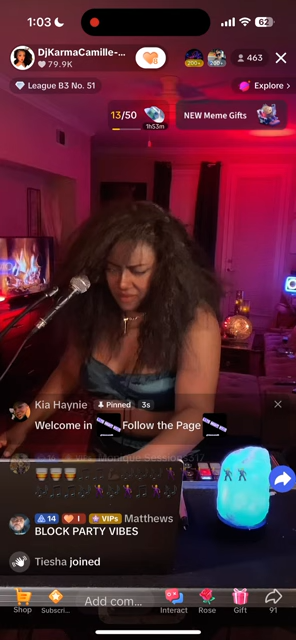 1:03
62
DjKarmaCamille-...
79.9K
200+
200+
463
League B3 No. 51
Explore >
13/50
1h53m
NEW Meme Gifts
Kia Haynie Pinned 3s
Welcome in Follow the Page
14 1 VIPs Matthews
BLOCK PARTY VIBES
Tiesha joined
Shop
Subscri...
Add com...
Interact
Rose
Gift
91